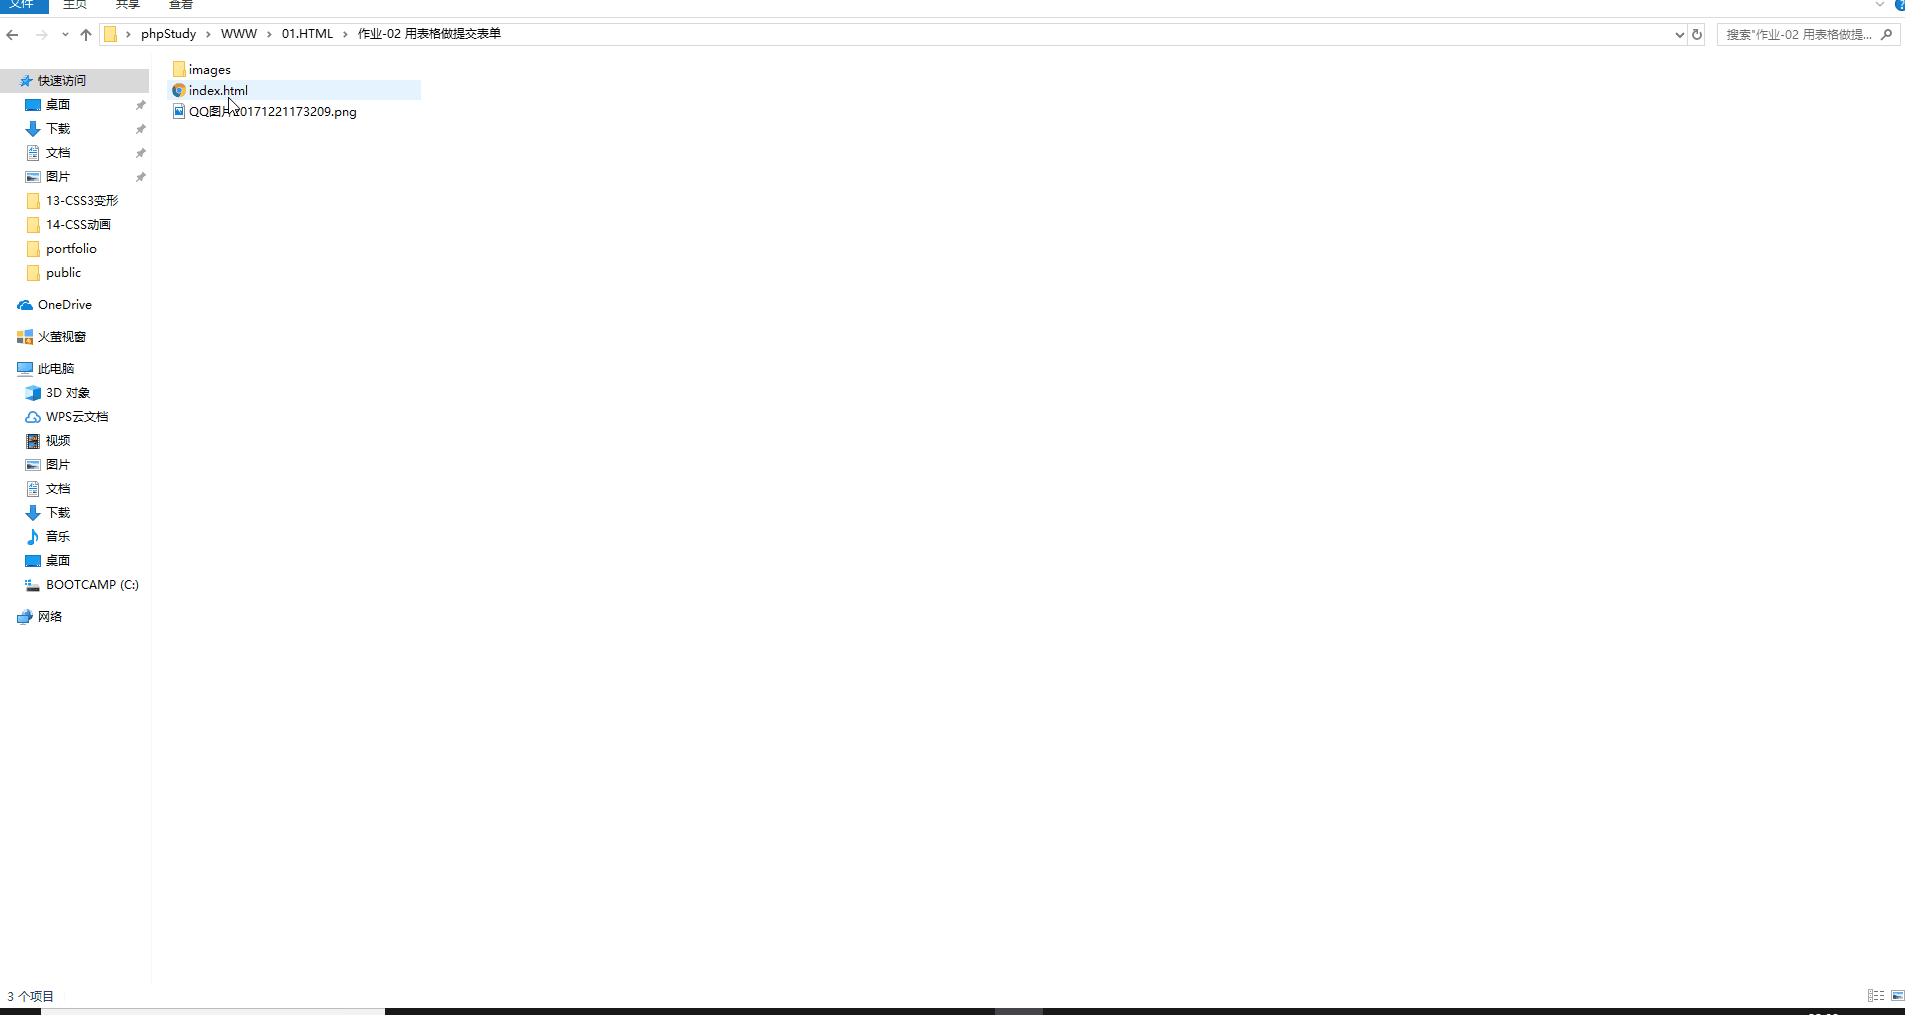 文件 主页 共享 查看
phpStudy WWW 01.HTML 作业-02 用表格做提交表单
搜索"作业-02 用表格做提...
快速访问
桌面
下载
文档
图片
13-CSS3变形
14-CSS动画
portfolio
public
OneDrive
火萤视窗
此电脑
3D 对象
WPS云文档
视频
图片
文档
下载
音乐
桌面
BOOTCAMP (C:)
网络
images
index.html
QQ图片20171221173209.png
3 个项目